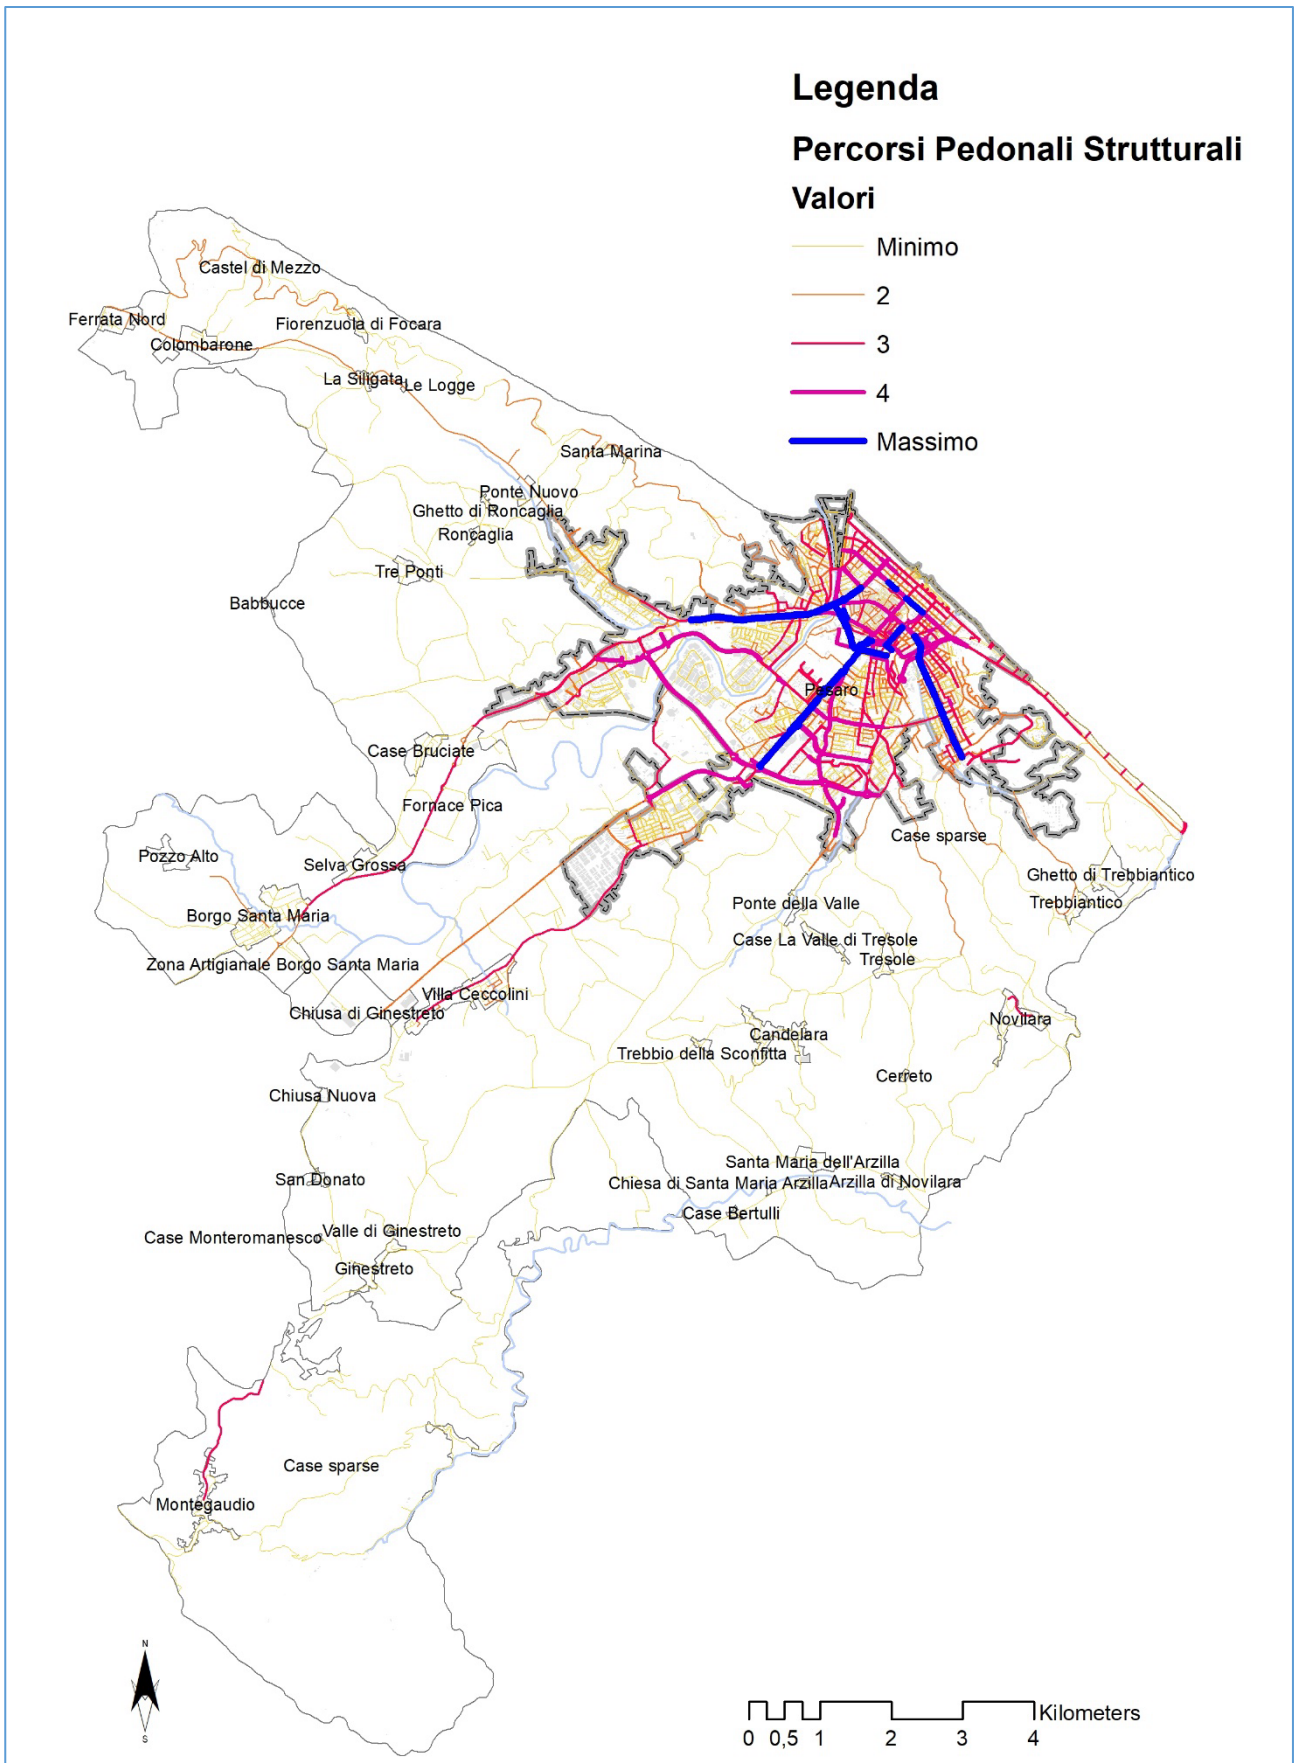 Legenda
Percorsi Pedonali Strutturali
Valori
Minimo
2
3
4
Massimo
Castel di Mezzo
Ferrata Nord
Fiorenzuola di Focara
Colombarone
La Siligata
Le Logge
Santa Marina
Ponte Nuovo
Ghetto di Roncaglia
Roncaglia
Tre Ponti
Babbucce
Pesaro
Case Bruciate
Fornace Pica
Case sparse
Pozzo Alto
Selva Grossa
Ghetto di Trebbiantico
Trebbiantico
Ponte della Valle
Borgo Santa Maria
Case La Valle di Tresole
Tresole
Zona Artigianale Borgo Santa Maria
Villa Ceccolini
Chiusa di Ginestreto
Novilara
Candelara
Trebbio della Sconfitta
Cerreto
Chiusa Nuova
Santa Maria dell'Arzilla
San Donato
Chiesa di Santa Maria Arzilla
Arzilla di Novilara
Case Bertulli
Valle di Ginestreto
Case Monteromanesco
Ginestreto
Case sparse
Montegaudio
N
S
Kilometers
0 0,5 1 2 3 4